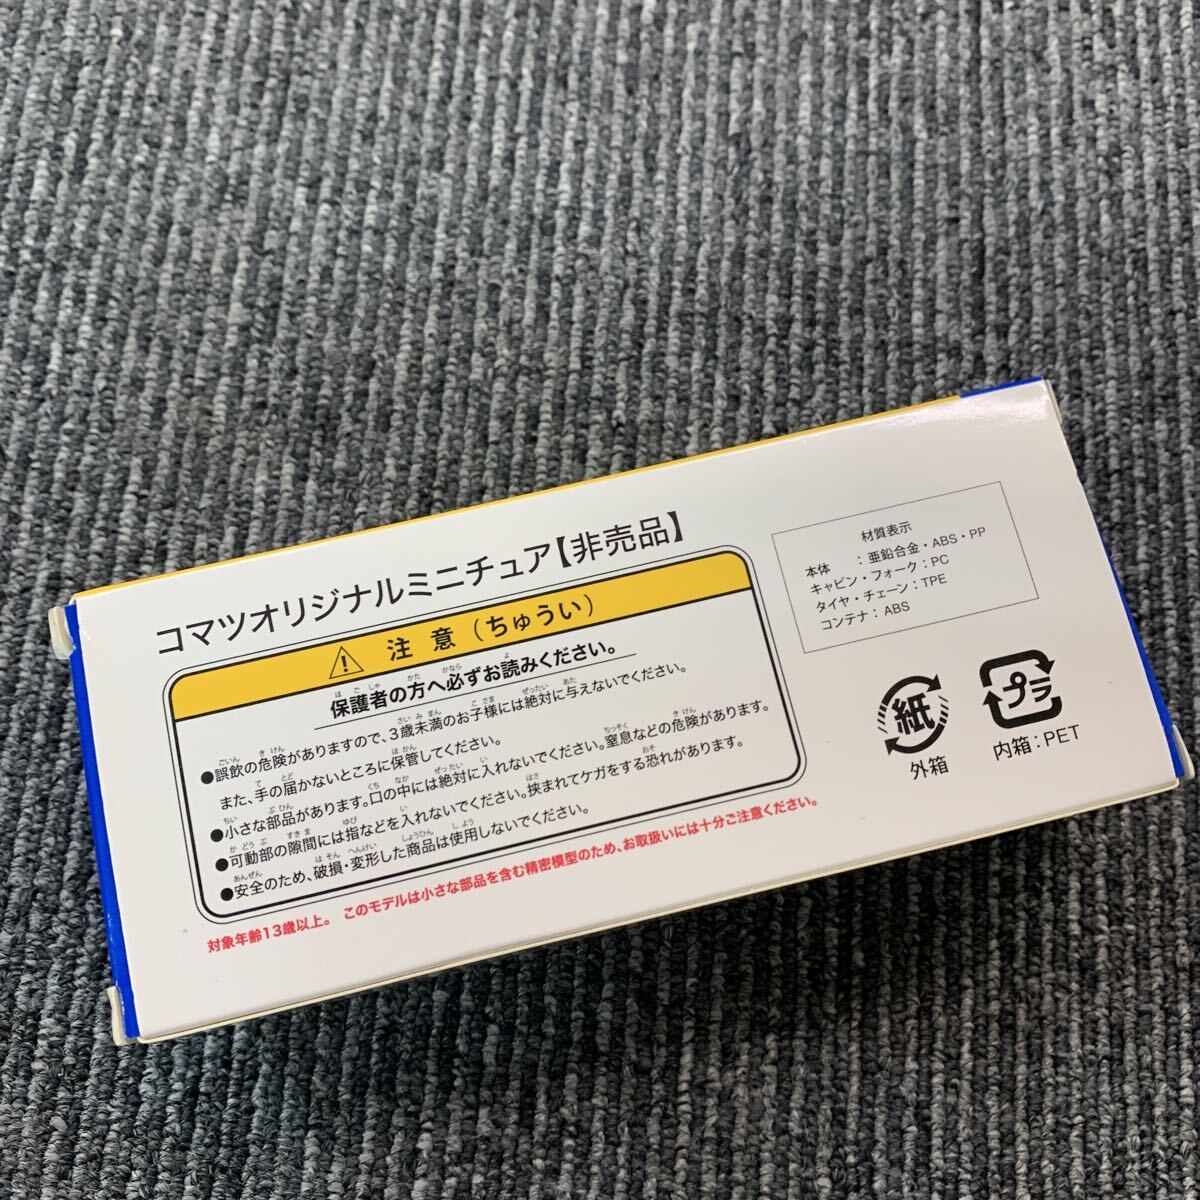 コマツオリジナルミニチュア【非売品】
注意（ちゅうい）
保護者の方へ必ずお読みください。
●誤飲の危険がありますので、3歳未満のお子様には絶対に与えないでください。
また、手の届かないところに保管してください。
●小さな部品があります。口の中には絶対に入れないでください。窒息などの危険があります。
●可動部の隙間には指などを入れないでください。挟まれてケガをする恐れがあります。
●安全のため、破損・変形した商品は使用しないでください。
対象年齢13歳以上。 このモデルは小さな部品を含む精密模型のため、お取扱いには十分ご注意ください。
材質表示
本体　：亜鉛合金・ABS・PP
キャビン・フォーク：PC
タイヤ・チェーン：TPE
コンテナ：ABS
紙
外箱
プラ
内箱：PET